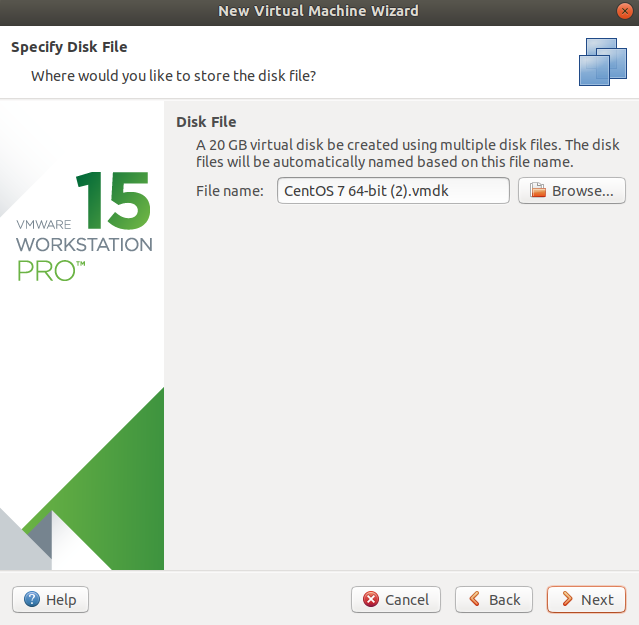 New Virtual Machine Wizard
Specify Disk File
Where would you like to store the disk file?
Disk File
A 20 GB virtual disk be created using multiple disk files. The disk
files will be automatically named based on this file name.
File name: CentOS 7 64-bit (2).vmdk Browse...
15
VMWARE
WORKSTATION
PRO™
Help Cancel Back Next